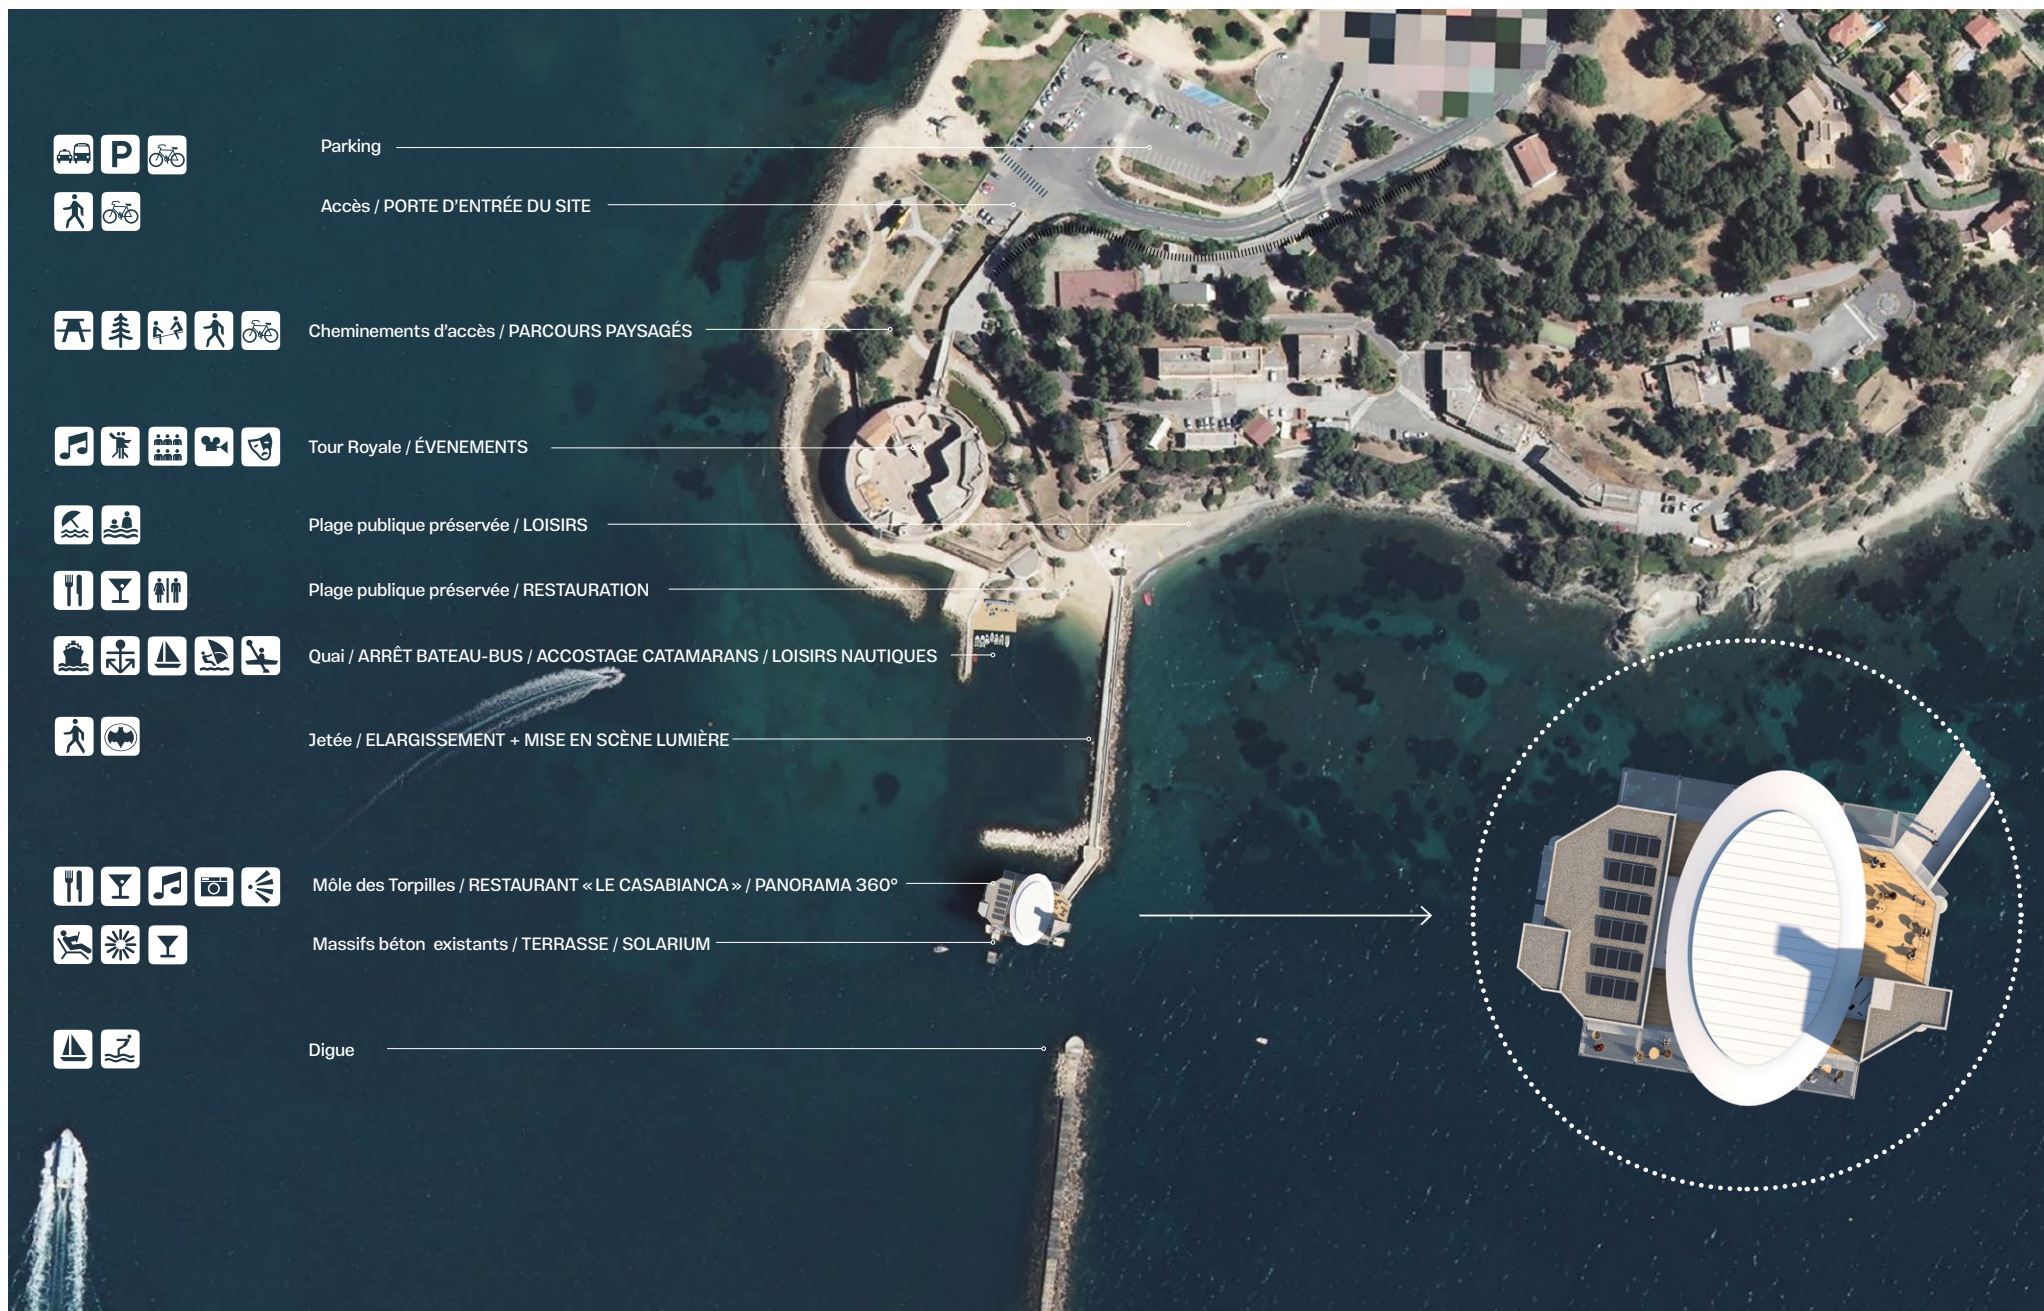 P
Parking
Accès / PORTE D'ENTRÉE DU SITE
Cheminements d'accès / PARCOURS PAYSAGÉS
Tour Royale / ÉVENEMENTS
Plage publique préservée / LOISIRS
Plage publique préservée / RESTAURATION
Quai / ARRÊT BATEAU-BUS / ACCOSTAGE CATAMARANS / LOISIRS NAUTIQUES
Jetée / ELARGISSEMENT + MISE EN SCÈNE LUMIÈRE
Môle des Torpilles / RESTAURANT « LE CASABIANCA » / PANORAMA 360°
Massifs béton existants / TERRASSE / SOLARIUM
Digue